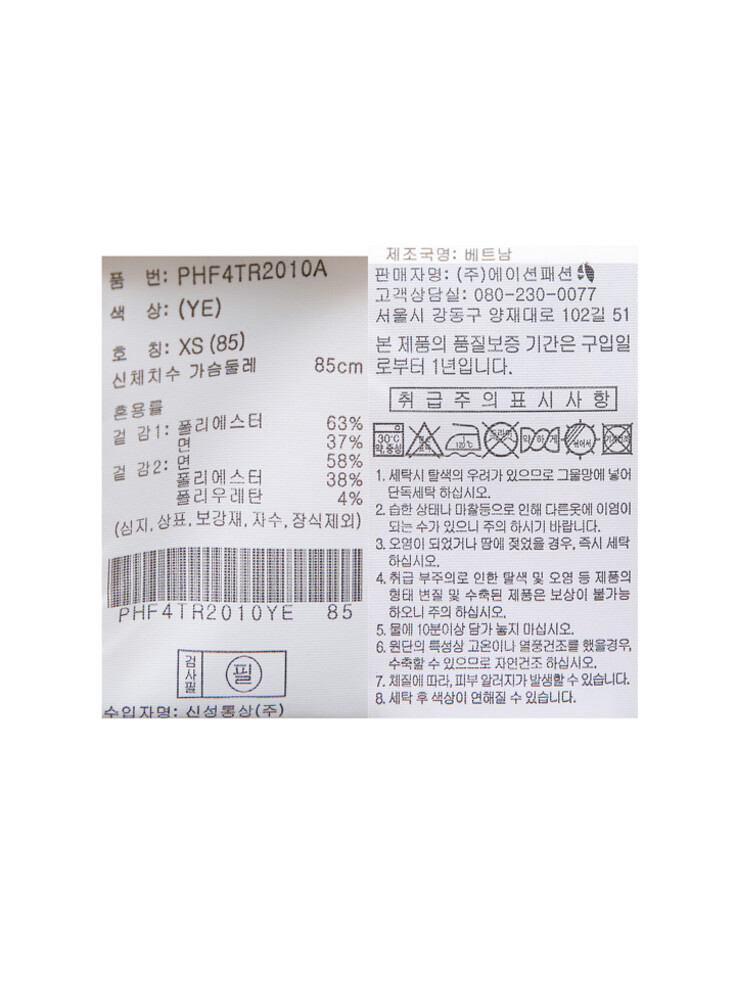 품 번: PHF4TR2010A
색 상: (YE)
호 칭: XS (85)
신체치수 가슴둘레 85cm
혼용률
겉 감1: 폴리에스터 63%
면 37%
겉 감2: 면 58%
폴리에스터 38%
폴리우레탄 4%
(심지, 상표, 보강재, 자수, 장식제외)
PHF4TR2010YE 85
검사필 필
수입자명: 신성통상(주)
제조국명: 베트남
판매자명: (주)에이션패션
고객상담실: 080-230-0077
서울시 강동구 양재대로 102길 51
본 제품의 품질보증 기간은 구입일
로부터 1년입니다.
취급주의표시사항
30℃ 약,중성 120℃ 드라이 약하게 뉘어서
1. 세탁시 탈색의 우려가 있으므로 그물망에 넣어
단독세탁 하십시오.
2. 습한 상태나 마찰등으로 인해 다른옷에 이염이
되는 수가 있으니 주의 하시기 바랍니다.
3. 오염이 되었거나 땀에 젖었을 경우, 즉시 세탁
하십시오.
4. 취급 부주의로 인한 탈색 및 오염 등 제품의
형태 변질 및 수축된 제품은 보상이 불가능
하오니 주의 하십시오.
5. 물에 10분이상 담가 놓지 마십시오.
6. 원단의 특성상 고온이나 열풍건조를 했을경우,
수축할 수 있으므로 자연건조 하십시오.
7. 체질에 따라, 피부 알러지가 발생할 수 있습니다.
8. 세탁 후 색상이 연해질 수 있습니다.